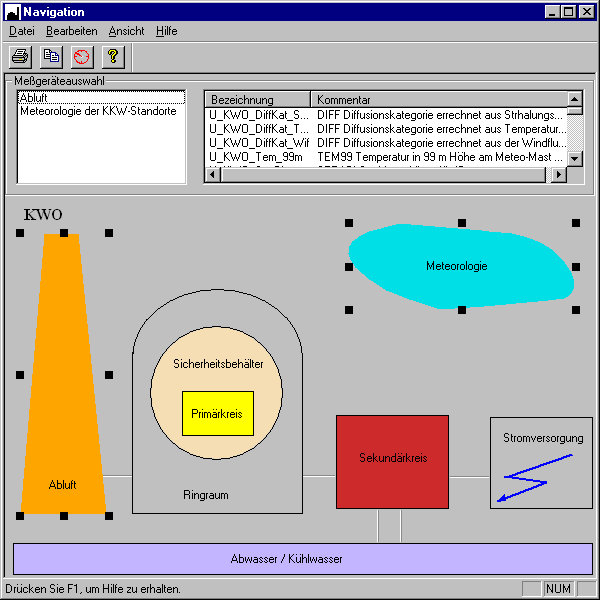 Navigation
Datei Bearbeiten Ansicht Hilfe
Meßgeräteauswahl
Abluft
Meteorologie der KKW-Standorte
Bezeichnung Kommentar
U_KWO_DiffKat_S... DIFF Diffusionskategorie errechnet aus Strhalungs...
U_KWO_DiffKat_T... DIFF Diffusionskategorie errechnet aus Temperatur...
U_KWO_DiffKat_Wif DIFF Diffusionskategorie errechnet aus der Windflu...
U_KWO_Tem_99m TEM99 Temperatur in 99 m Höhe am Meteo-Mast ...
KWO
Meteorologie
Sicherheitsbehälter
Primärkreis
Stromversorgung
Sekundärkreis
Abluft
Ringraum
Abwasser / Kühlwasser
Drücken Sie F1, um Hilfe zu erhalten.
NUM